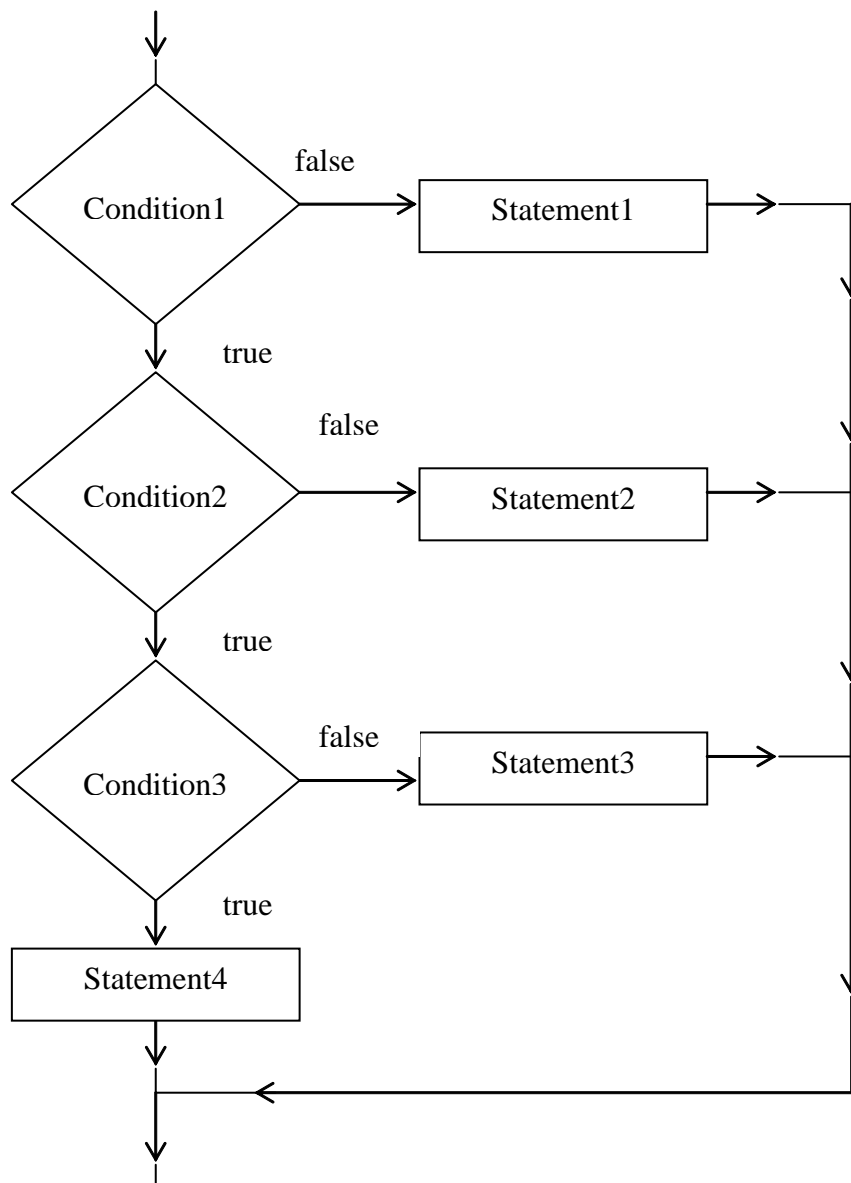 false
Condition1
Statement1
true
false
Condition2
Statement2
true
false
Condition3
Statement3
true
Statement4